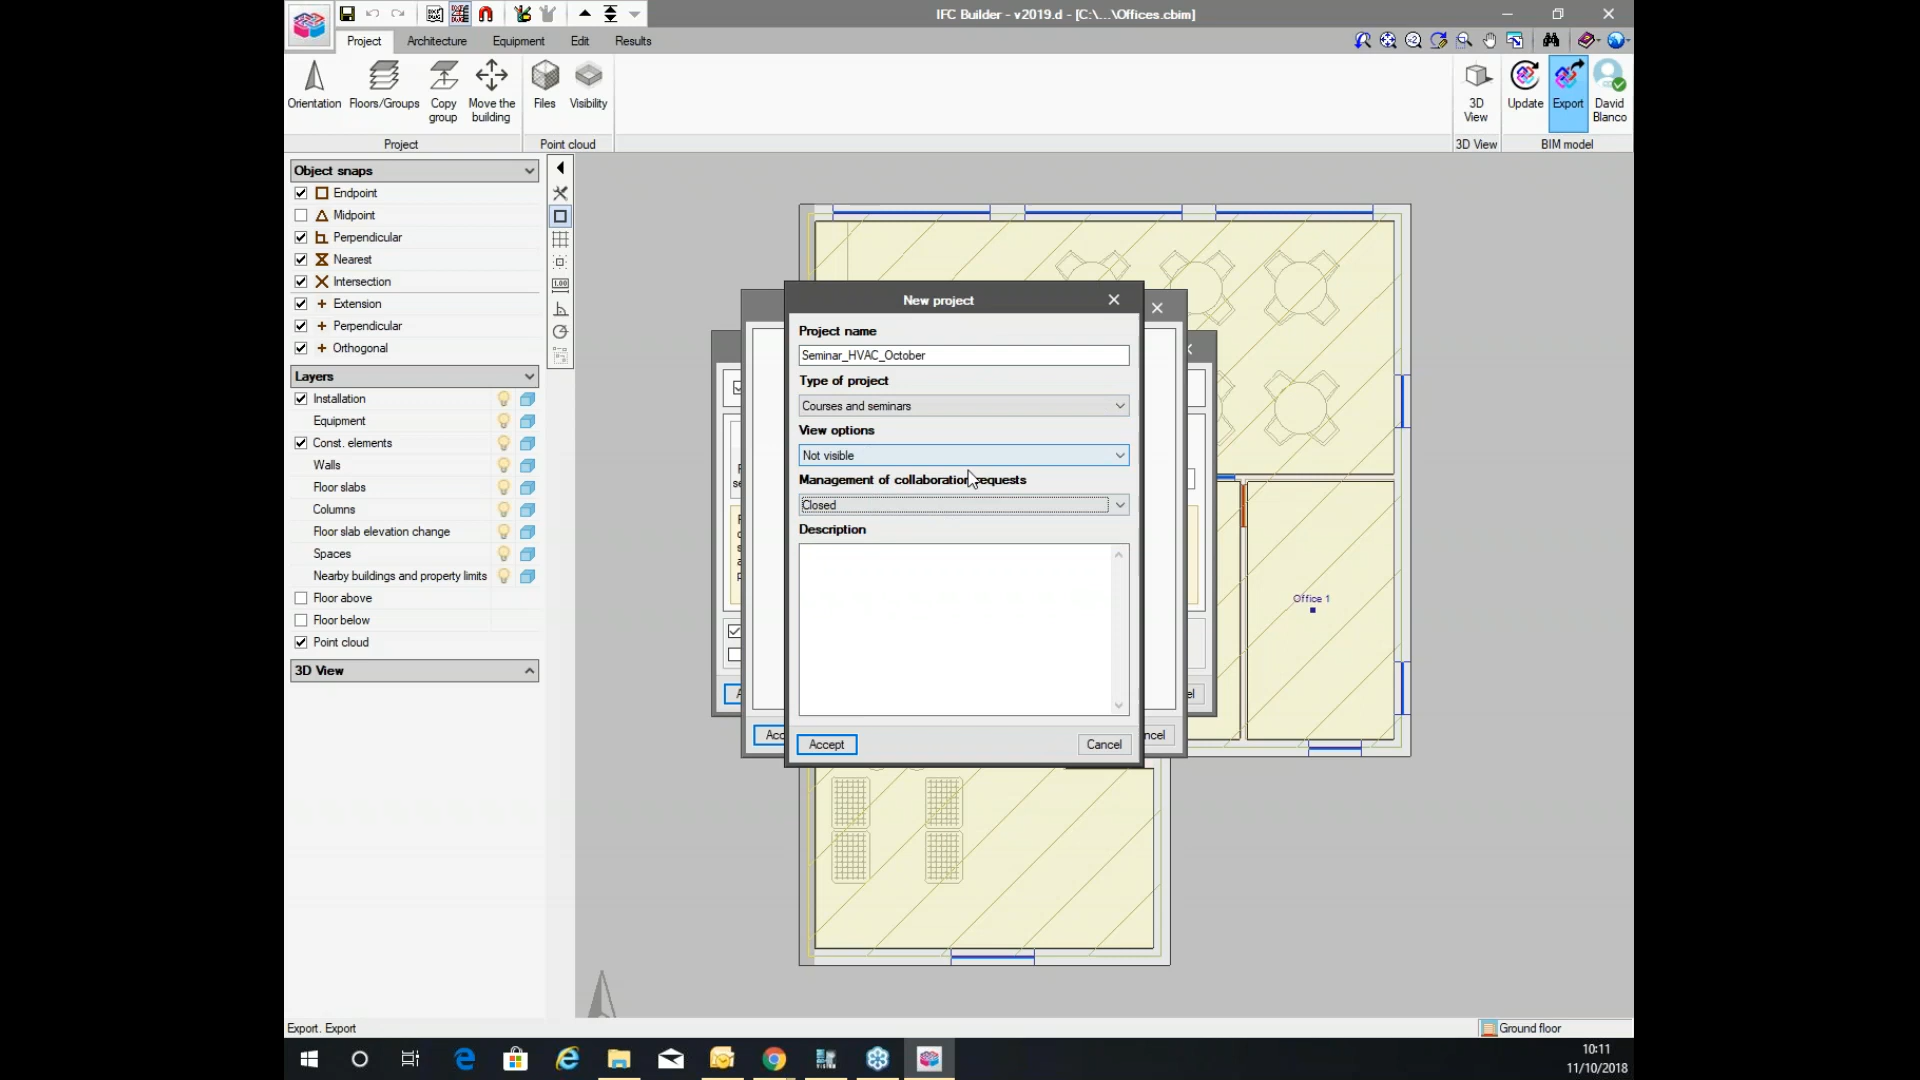 IFC Builder - v2019.d - [C:\...\Offices.cbim]
Project
Architecture
Equipment
Edit
Results
Orientation
Floors/Groups
Copy group
Move the building
Files
Visibility
3D View
Update
Export
David Blanco
Project
Point cloud
3D View
BIM model
Object snaps
Endpoint
Midpoint
Perpendicular
Nearest
Intersection
Extension
Perpendicular
Orthogonal
Layers
Installation
Equipment
Const. elements
Walls
Floor slabs
Columns
Floor slab elevation change
Spaces
Nearby buildings and property limits
Floor above
Floor below
Point cloud
3D View
New project
Project name
Seminar_HVAC_October
Type of project
Courses and seminars
View options
Not visible
Management of collaboration requests
Closed
Description
Accept
Cancel
Office 1
Export. Export
Ground floor
10:11
11/10/2018